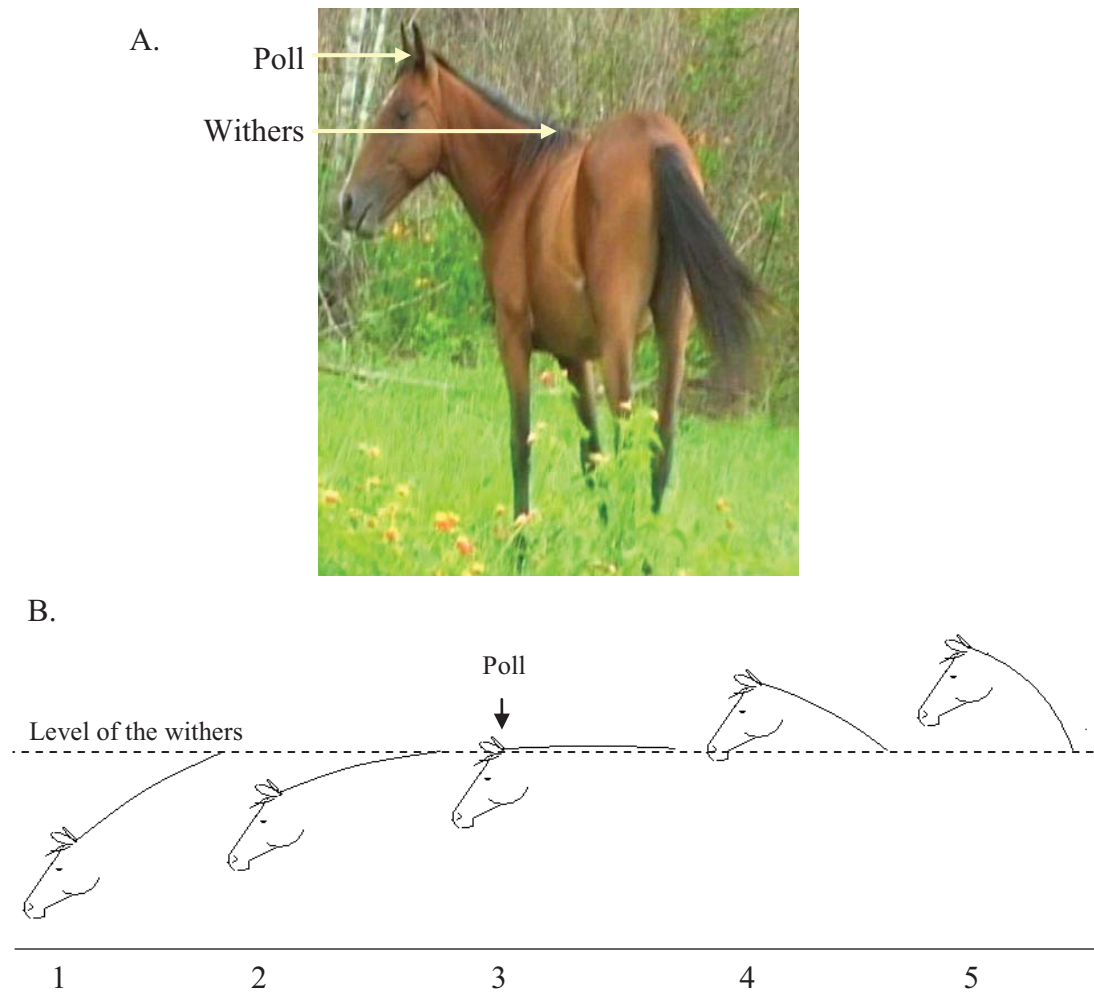 A.
Poll
Withers
B.
Poll
Level of the withers
1 2 3 4 5